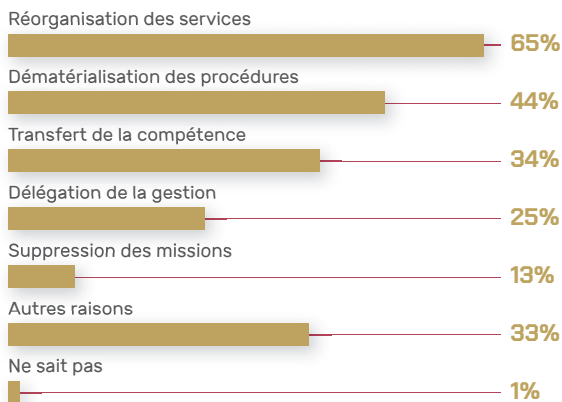 Réorganisation des services
65%
Dématérialisation des procédures
44%
Transfert de la compétence
34%
Délégation de la gestion
25%
Suppression des missions
13%
Autres raisons
33%
Ne sait pas
1%